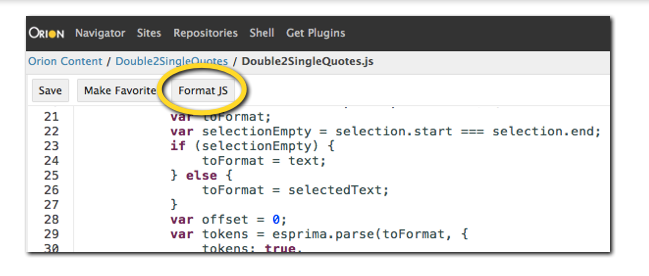 ORION Navigator Sites Repositories Shell Get Plugins
Orion Content / Double2SingleQuotes / Double2SingleQuotes.js
Save Make Favorite Format JS
21 var toFormat;
22 var selectionEmpty = selection.start === selection.end;
23 if (selectionEmpty) {
24 toFormat = text;
25 } else {
26 toFormat = selectedText;
27 }
28 var offset = 0;
29 var tokens = esprima.parse(toFormat, {
30 tokens: true,